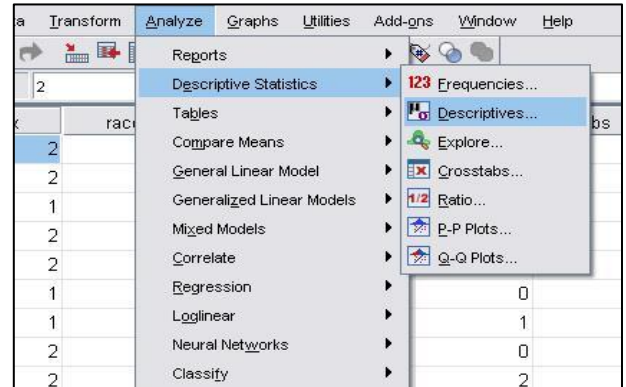 Transform Analyze Graphs Utilities Add-ons Window Help
2
Reports
Descriptive Statistics
Tables
Compare Means
General Linear Model
Generalized Linear Models
Mixed Models
Correlate
Regression
Loglinear
Neural Networks
Classify
123 Frequencies...
Descriptives...
Explore...
Crosstabs...
1/2 Ratio...
P-P Plots...
Q-Q Plots...
2
2
1
2
2
1 0
1 1
2 0
2 2